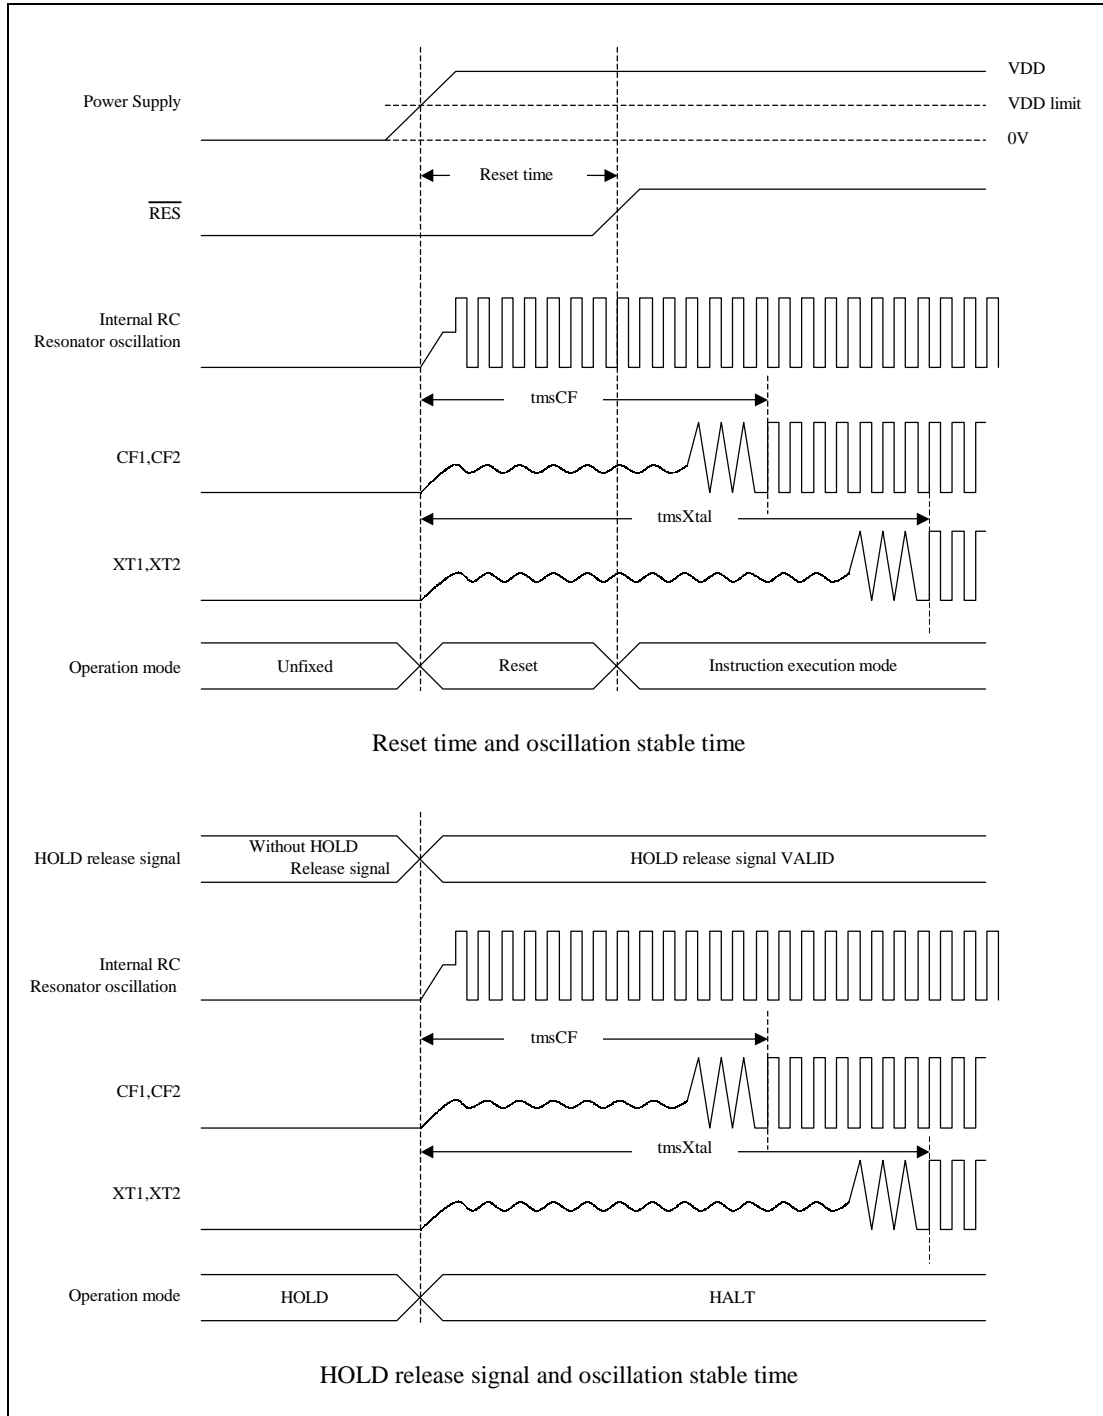 VDD
Power Supply
VDD limit
0V
Reset time
RES
Internal RC
Resonator oscillation
tmsCF
CF1,CF2
tmsXtal
XT1,XT2
Operation mode
Unfixed
Reset
Instruction execution mode
Reset time and oscillation stable time
HOLD release signal
Without HOLD
Release signal
HOLD release signal VALID
Internal RC
Resonator oscillation
tmsCF
CF1,CF2
tmsXtal
XT1,XT2
Operation mode
HOLD
HALT
HOLD release signal and oscillation stable time